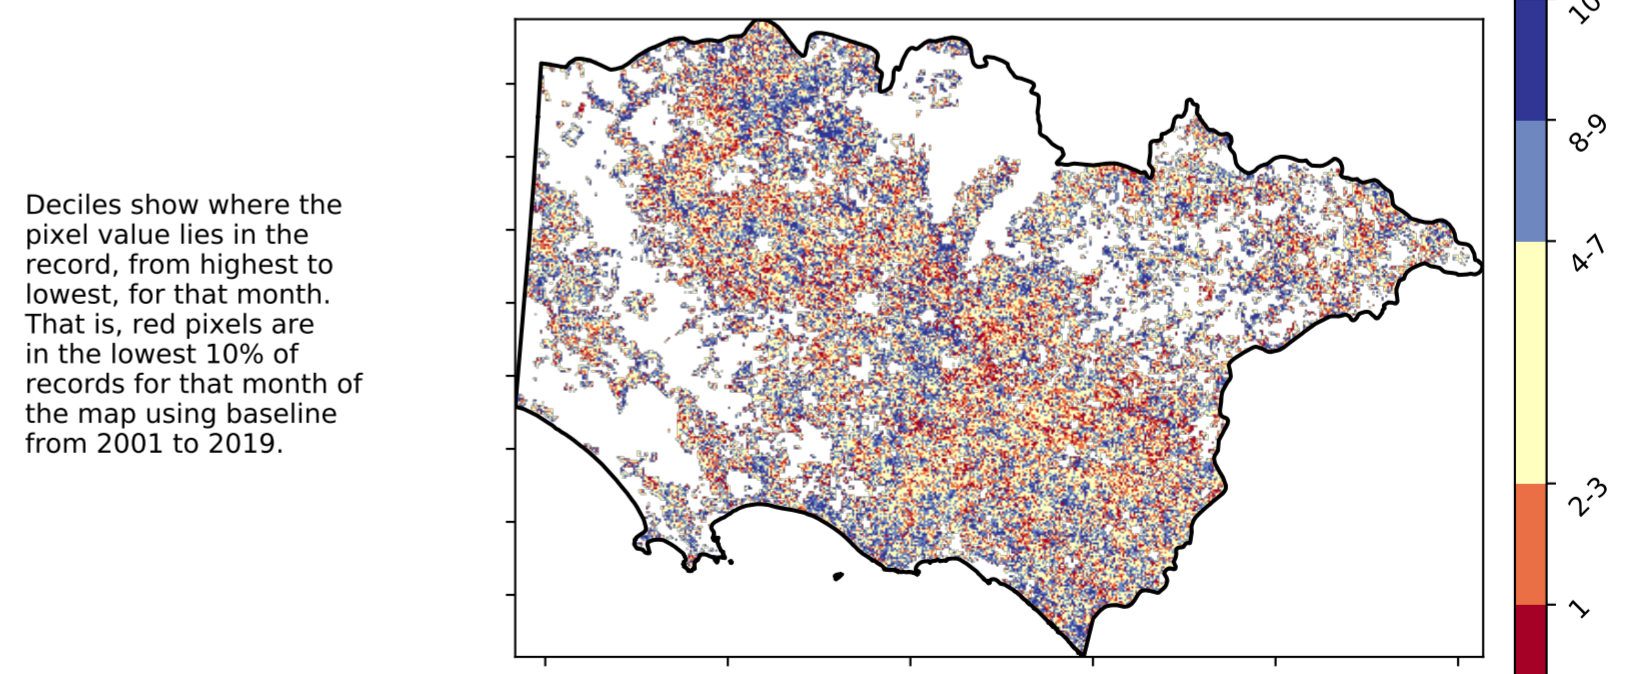 Deciles show where the
pixel value lies in the
record, from highest to
lowest, for that month.
That is, red pixels are
in the lowest 10% of
records for that month of
the map using baseline
from 2001 to 2019.
10
8-9
4-7
2-3
1